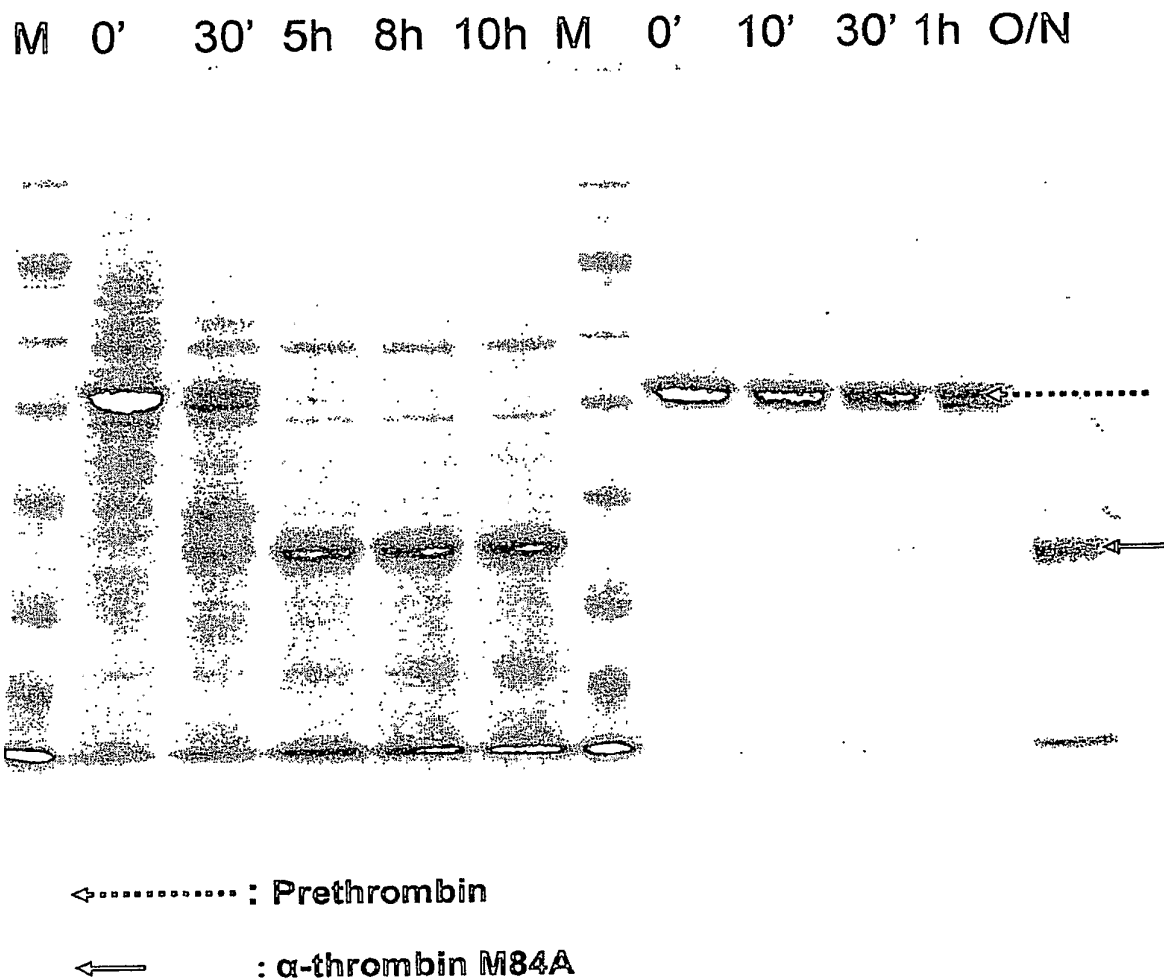 M 0' 30' 5h 8h 10h M 0' 10' 30' 1h O/N
: Prethrombin
: α-thrombin M84A